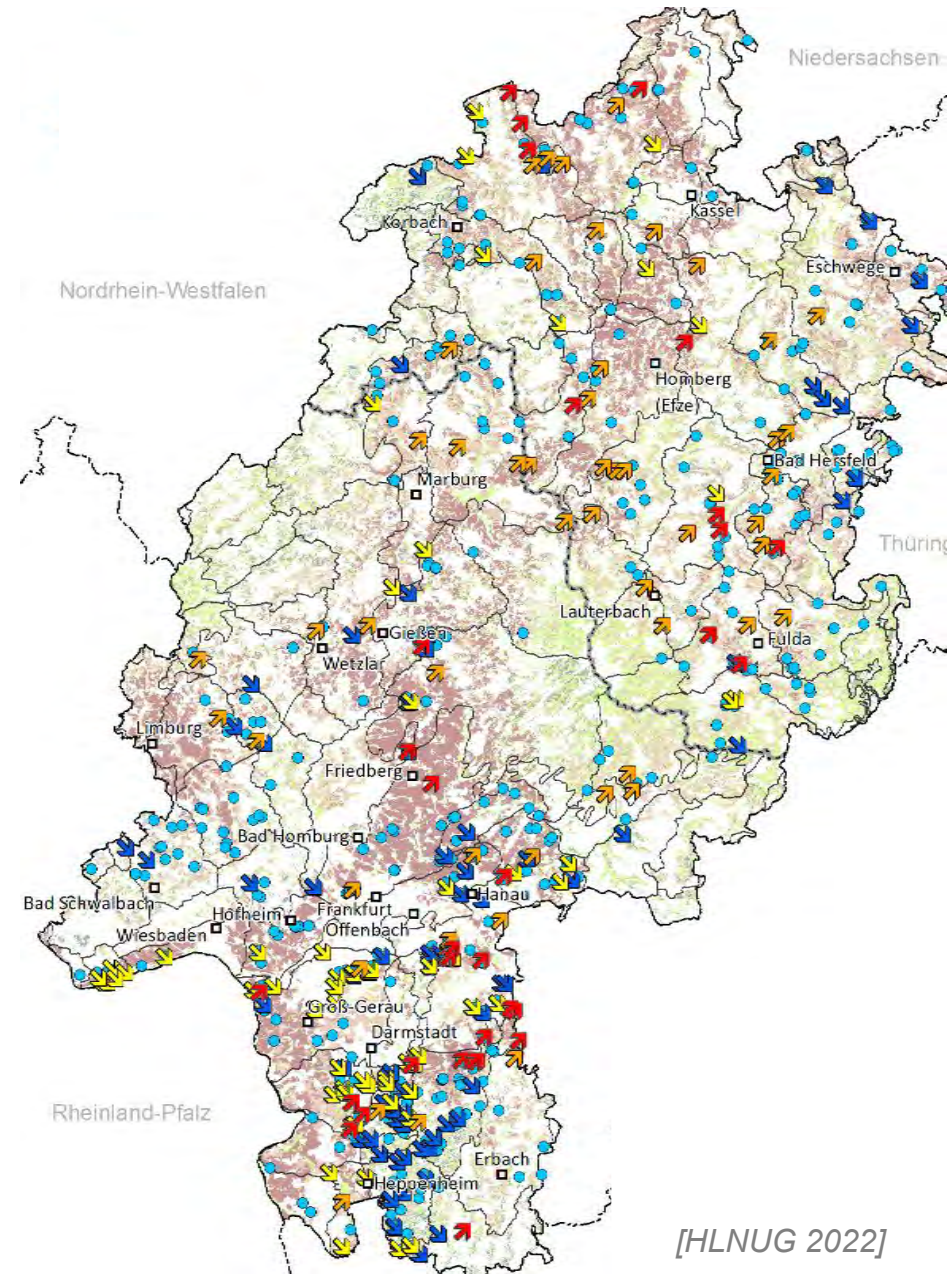 Niedersachsen
Kassel
Korbach
Eschwege
Nordrhein-Westfalen
Homberg
(Efze)
Bad Hersfeld
Marburg
Thüring
Lauterbach
Gießen
Fulda
Wetzlar
Limburg
Friedberg
Bad Homburg
Bad Schwalbach
Hanau
Hofheim
Frankfurt
Wiesbaden
Offenbach
Groß-Gerau
Darmstadt
Rheinland-Pfalz
Erbach
Heppenheim
[HLNUG 2022]